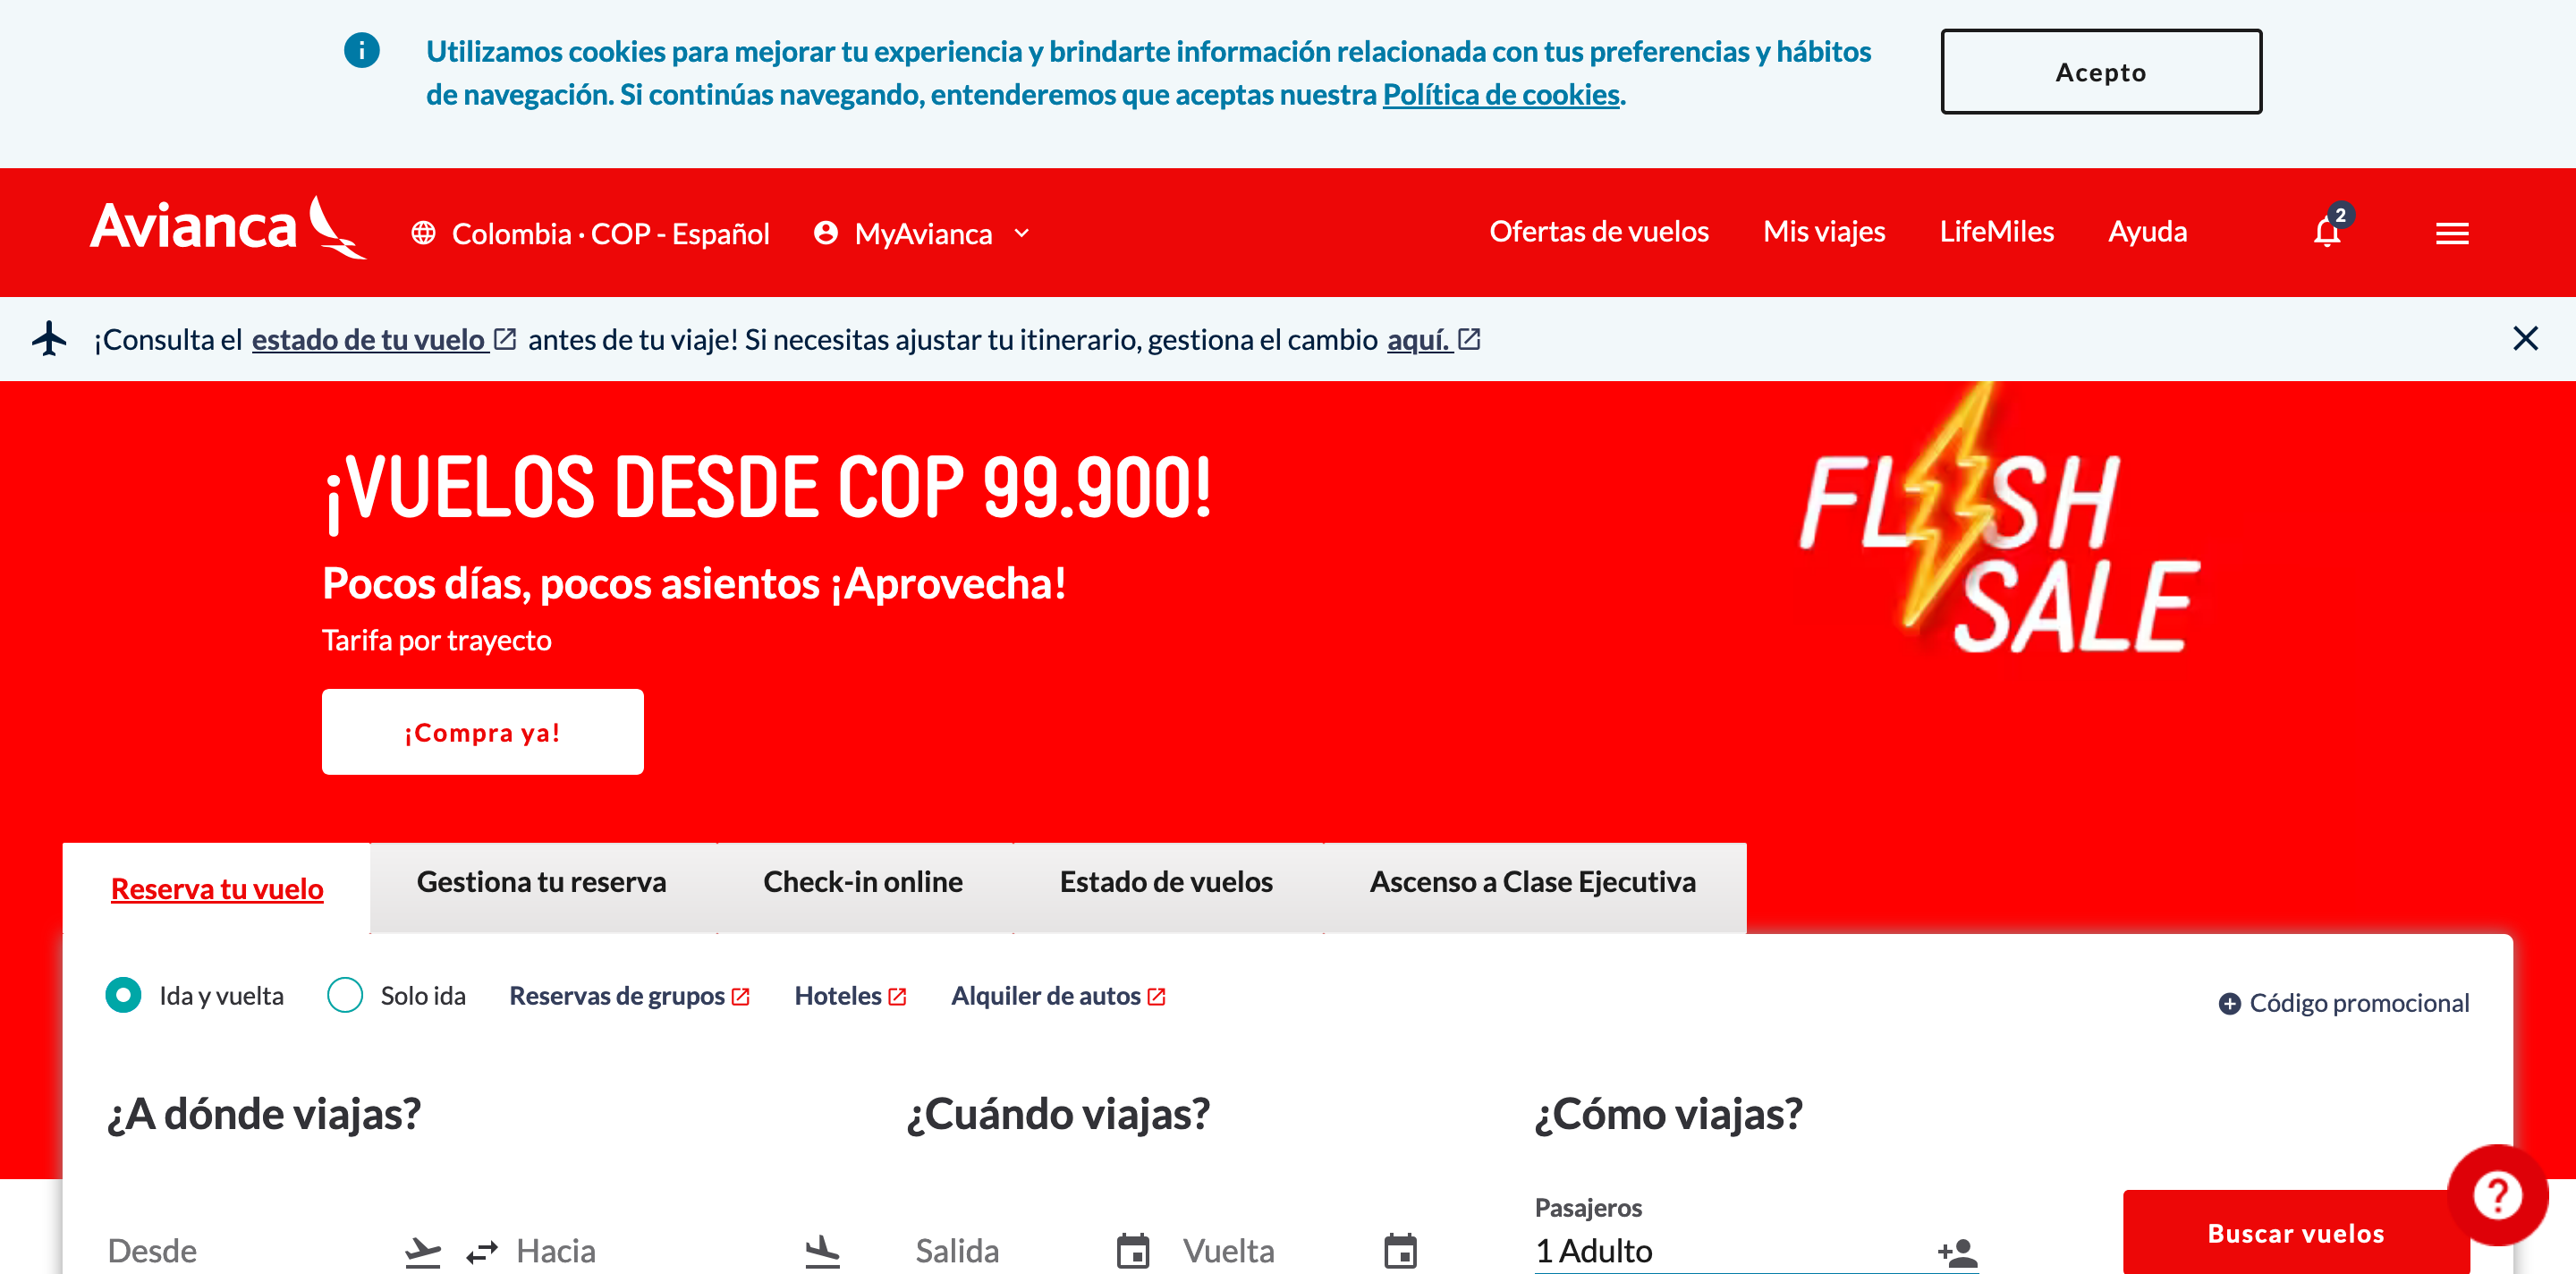 Utilizamos cookies para mejorar tu experiencia y brindarte información relacionada con tus preferencias y hábitos
de navegación. Si continúas navegando, entenderemos que aceptas nuestra Política de cookies.
Acepto
Avianca
Colombia · COP - Español
MyAvianca
Ofertas de vuelos
Mis viajes
LifeMiles
Ayuda
2
¡Consulta el estado de tu vuelo antes de tu viaje! Si necesitas ajustar tu itinerario, gestiona el cambio aquí.
¡VUELOS DESDE COP 99.900!
Pocos días, pocos asientos ¡Aprovecha!
Tarifa por trayecto
¡Compra ya!
FLASH
SALE
Reserva tu vuelo
Gestiona tu reserva
Check-in online
Estado de vuelos
Ascenso a Clase Ejecutiva
Ida y vuelta
Solo ida
Reservas de grupos
Hoteles
Alquiler de autos
Código promocional
¿A dónde viajas?
¿Cuándo viajas?
¿Cómo viajas?
Desde
Hacia
Salida
Vuelta
Pasajeros
1 Adulto
Buscar vuelos
?